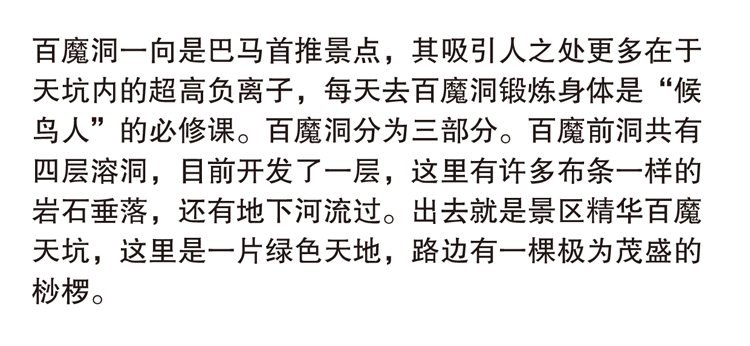 百魔洞一向是巴马首推景点，其吸引人之处更多在于
天坑内的超高负离子，每天去百魔洞锻炼身体是“候
鸟人”的必修课。百魔洞分为三部分。百魔前洞共有
四层溶洞，目前开发了一层，这里有许多布条一样的
岩石垂落，还有地下河流过。出去就是景区精华百魔
天坑，这里是一片绿色天地，路边有一棵极为茂盛的
桫椤。